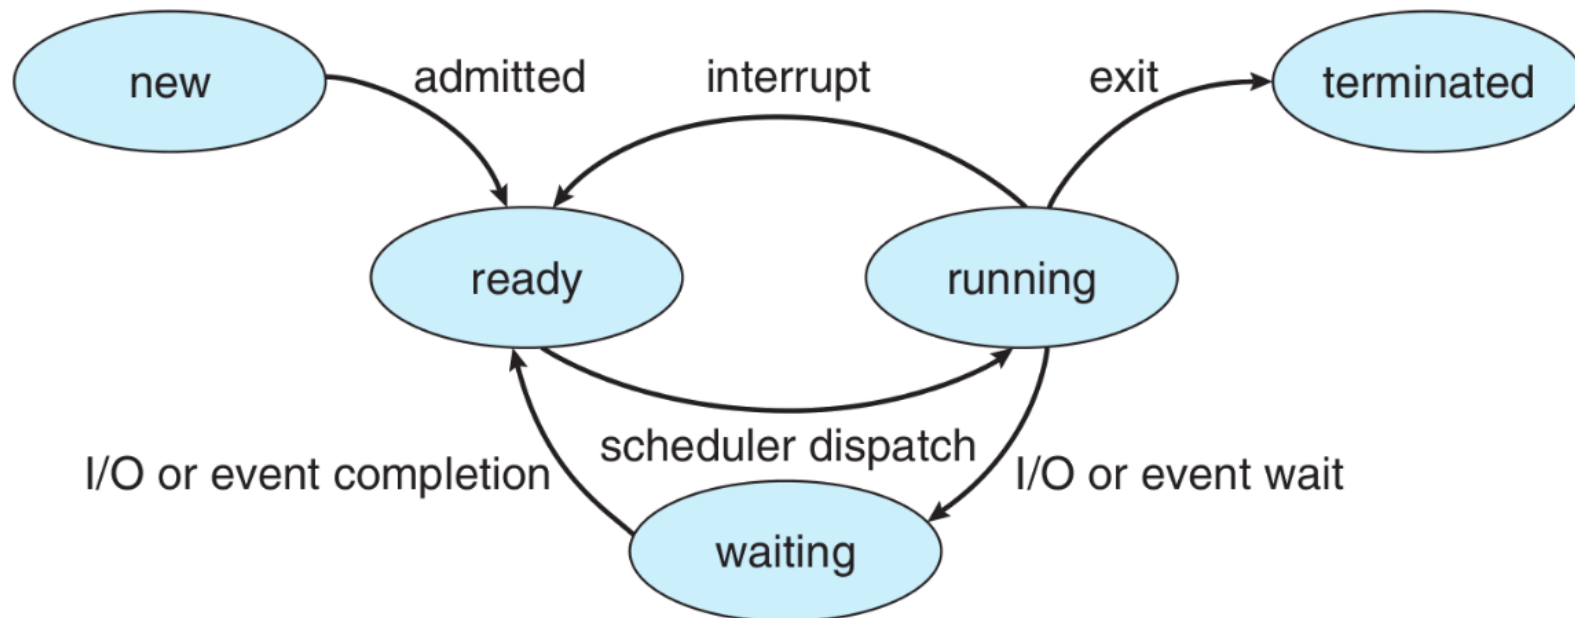 new
admitted
interrupt
exit
terminated
ready
running
scheduler dispatch
I/O or event completion
I/O or event wait
waiting